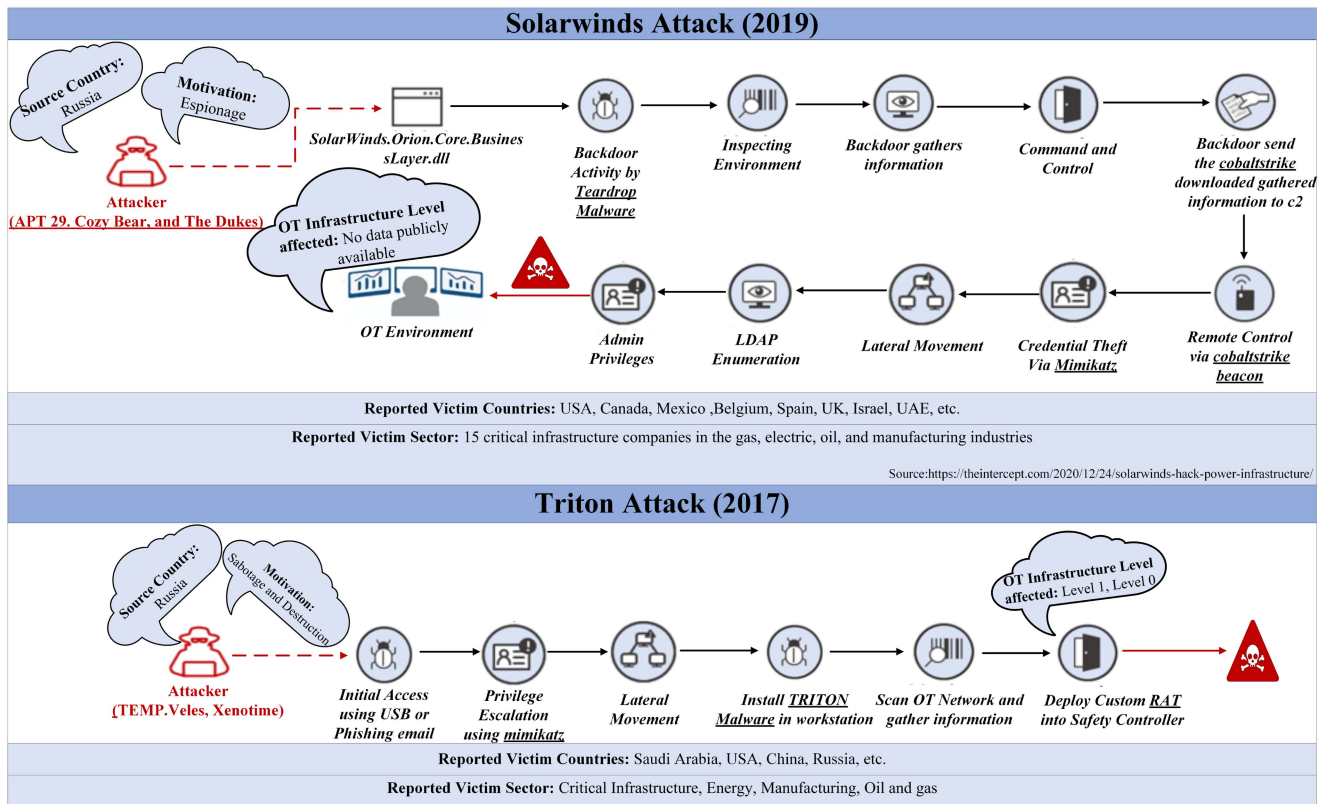 Solarwinds Attack (2019)
Source Country:
Russia
Motivation:
Espionage
Attacker
(APT 29. Cozy Bear, and The Dukes)
SolarWinds.Orion.Core.Busines
sLayer.dll
Backdoor
Activity by
Teardrop
Malware
Inspecting
Environment
Backdoor gathers
information
Command and
Control
Backdoor send
the cobaltstrike
downloaded gathered
information to c2
Remote Control
via cobaltstrike
beacon
Credential Theft
Via Mimikatz
Lateral Movement
LDAP
Enumeration
Admin
Privileges
OT Infrastructure Level
affected: No data publicly
available
OT Environment
Reported Victim Countries: USA, Canada, Mexico ,Belgium, Spain, UK, Israel, UAE, etc.
Reported Victim Sector: 15 critical infrastructure companies in the gas, electric, oil, and manufacturing industries
Source:https://theintercept.com/2020/12/24/solarwinds-hack-power-infrastructure/
Triton Attack (2017)
Source Country:
Russia
Motivation:
Sabotage and Destruction
Attacker
(TEMP.Veles, Xenotime)
Initial Access
using USB or
Phishing email
Privilege
Escalation
using mimikatz
Lateral
Movement
Install TRITON
Malware in workstation
Scan OT Network and
gather information
OT Infrastructure Level
affected: Level 1, Level 0
Deploy Custom RAT
into Safety Controller
Reported Victim Countries: Saudi Arabia, USA, China, Russia, etc.
Reported Victim Sector: Critical Infrastructure, Energy, Manufacturing, Oil and gas